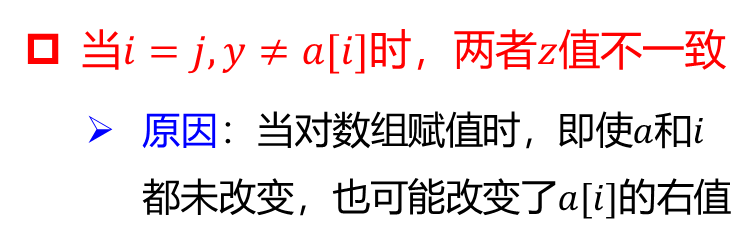 当i = j, y ≠ a[i]时，两者z值不一致
原因：当对数组赋值时，即使a和i
都未改变，也可能改变了a[i]的右值